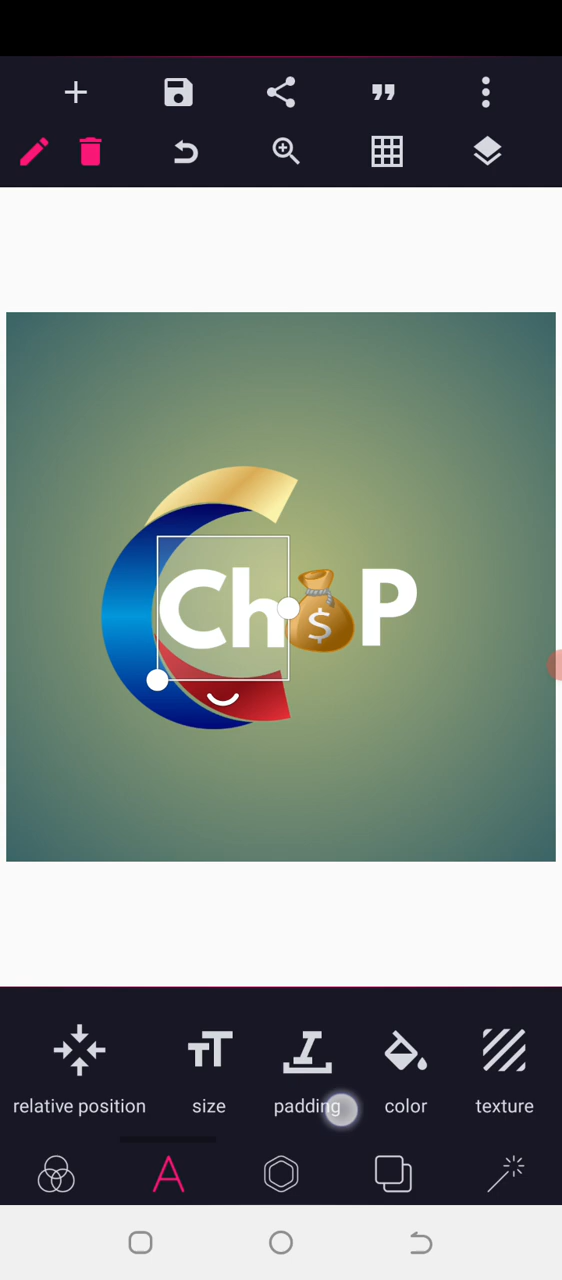 Ch
$
P
relative position
size
padding
color
texture